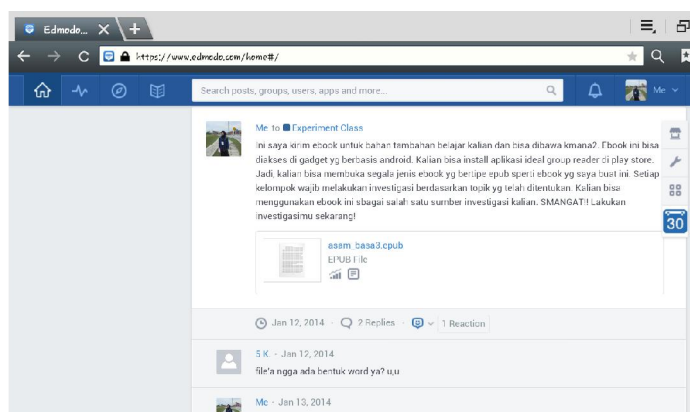 Edmodo...
https://www.edmodo.com/home#/
Search posts, groups, users, apps and more...
Me
Me to Experiment Class
Ini saya kirim ebook untuk bahan tambahan belajar kalian dan bisa dibawa kmana2. Ebook ini bisa
diakses di gadget yg berbasis android. Kalian bisa install aplikasi ideal group reader di play store.
Jadi, kalian bisa membuka segala jenis ebook yg bertipe epub sperti ebook yg saya buat ini. Setiap
kelompok wajib melakukan investigasi berdasarkan topik yg telah ditentukan. Kalian bisa
menggunakan ebook ini sbagai salah satu sumber investigasi kalian. SMANGAT!! Lakukan
investigasimu sekarang!
30
asam_basa3.epub
EPUB File
Jan 12, 2014 · 2 Replies · 1 Reaction
S K. - Jan 12, 2014
file'a ngga ada bentuk word ya? u,u
Me - Jan 13, 2014